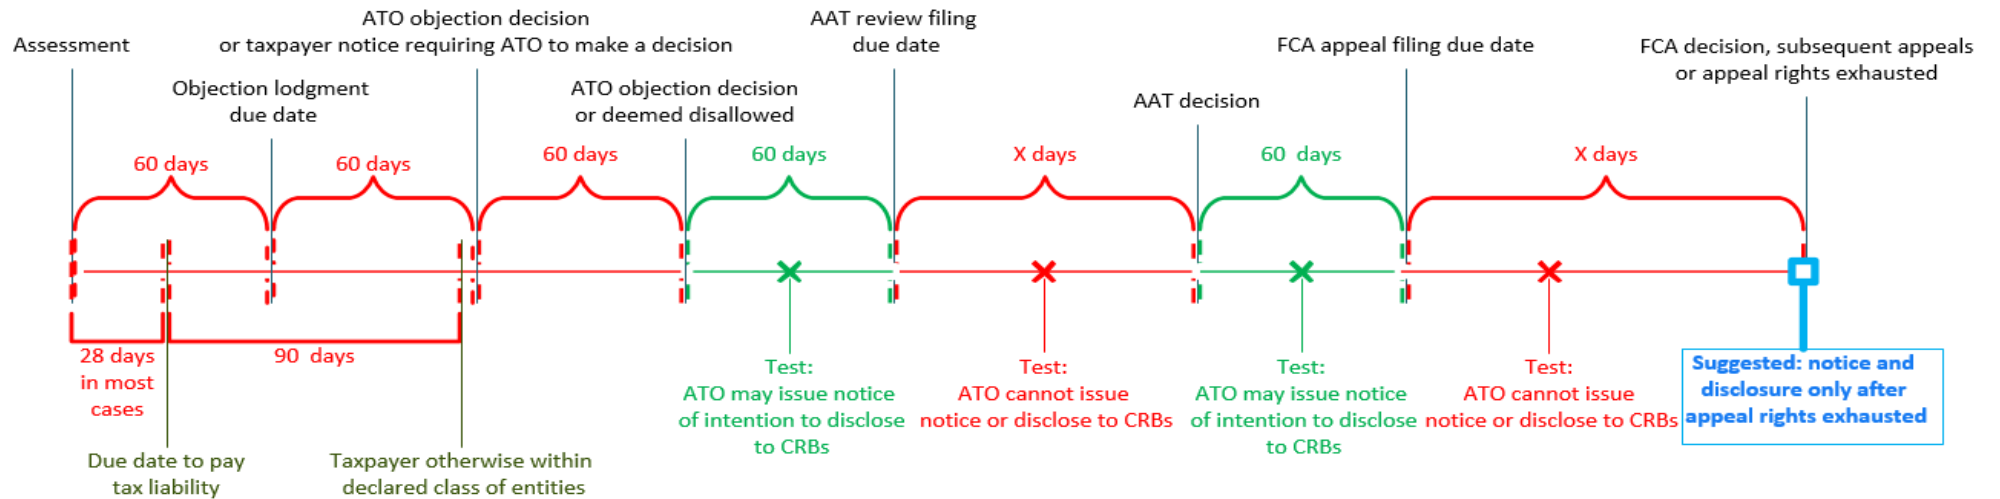 Assessment
ATO objection decision
or taxpayer notice requiring ATO to make a decision
AAT review filing
due date
FCA appeal filing due date
FCA decision, subsequent appeals
or appeal rights exhausted
Objection lodgment
due date
ATO objection decision
or deemed disallowed
AAT decision
60 days
60 days
60 days
60 days
X days
60 days
X days
28 days
in most
cases
90 days
Test:
ATO may issue notice
of intention to disclose
to CRBs
Test:
ATO cannot issue
notice or disclose to CRBs
Test:
ATO may issue notice
of intention to disclose
to CRBs
Test:
ATO cannot issue
notice or disclose to CRBs
Suggested: notice and
disclosure only after
appeal rights exhausted
Due date to pay
tax liability
Taxpayer otherwise within
declared class of entities